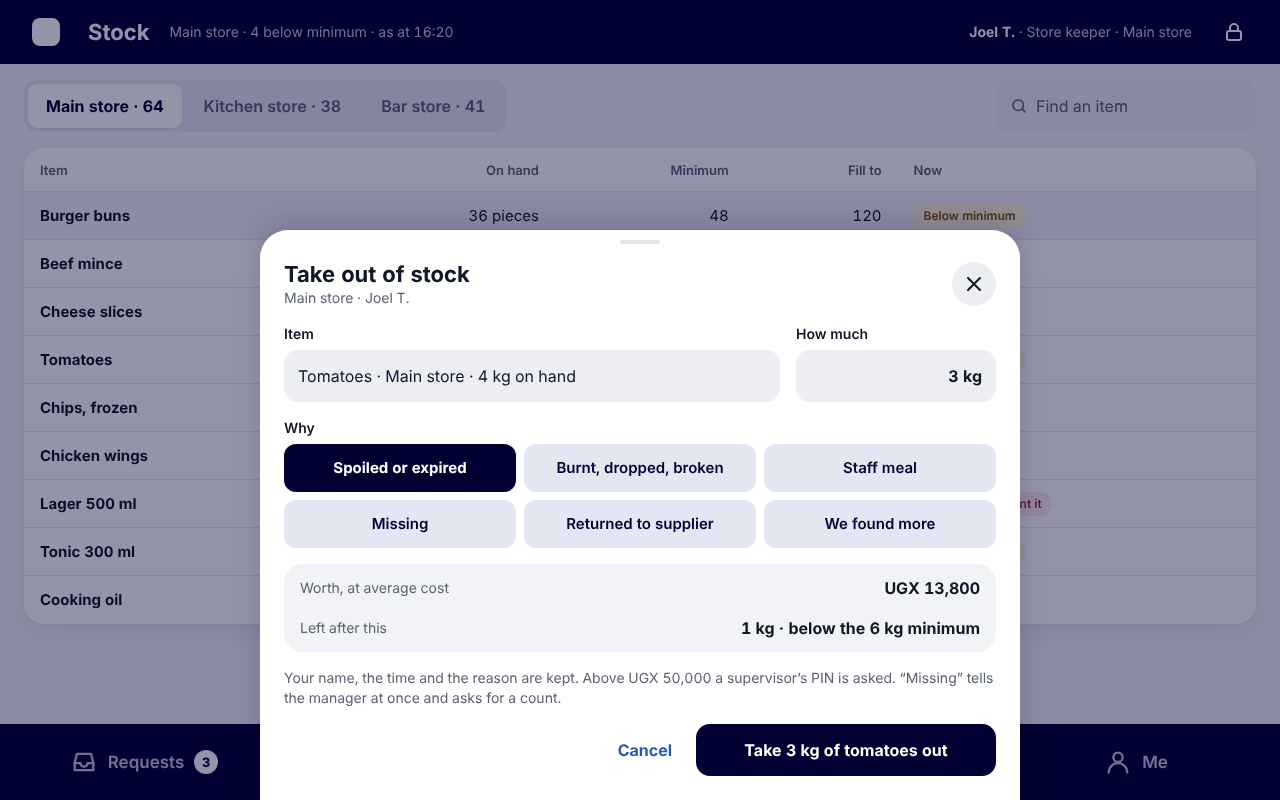 Stock
Main store · 4 below minimum · as at 16:20
Joel T. · Store keeper · Main store
Main store · 64
Kitchen store · 38
Bar store · 41
Find an item
Item
On hand
Minimum
Fill to
Now
Burger buns
36 pieces
48
120
Below minimum
Beef mince
Cheese slices
Tomatoes
Chips, frozen
Chicken wings
Lager 500 ml
Tonic 300 ml
Cooking oil
Take out of stock
Main store · Joel T.
Item
How much
Tomatoes · Main store · 4 kg on hand
3 kg
Why
Spoiled or expired
Burnt, dropped, broken
Staff meal
Missing
Returned to supplier
We found more
Worth, at average cost
UGX 13,800
Left after this
1 kg · below the 6 kg minimum
Your name, the time and the reason are kept. Above UGX 50,000 a supervisor’s PIN is asked. “Missing” tells
the manager at once and asks for a count.
Cancel
Take 3 kg of tomatoes out
Requests
3
Me